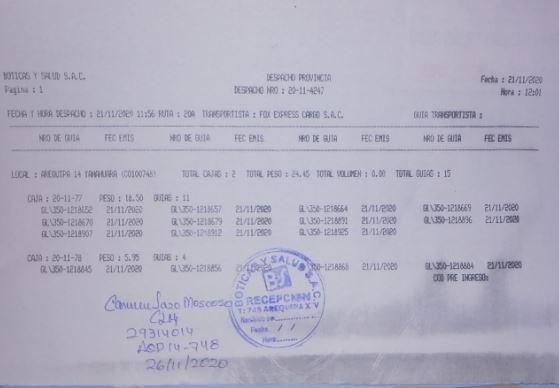 BOTICAS Y SALUD S.A.C. DESPACHO PROVINCIA Fecha : 21/11/2020
Pagina : 1 DESPACHO NRO : 20-11-4247 Hora : 12:01
FECHA Y HORA DESPACHO : 21/11/2020 11:56 RUTA : 20A TRANSPORTISTA : FOX EXPRESS CARGO S.A.C. GUIA TRANSPORTISTA :
NRO DE GUIA FEC EMIS NRO DE GUIA FEC EMIS. NRO DE GUIA FEC EMIS. NRO DE GUIA FEC EMIS
LOCAL : AREQUIPA 14 YANAHUARA (C0100748) TOTAL CAJAS : 2 TOTAL PESO : 24.45 TOTAL VOLUMEN : 0.00 TOTAL GUIAS : 15
CAJA : 20-11-77 PESO : 18.50 GUIAS : 11
GL\350-1218652 21/11/2020 GL\350-1218657 21/11/2020 GL\350-1218664 21/11/2020 GL\350-1218669 21/11/2020
GL\350-1218670 21/11/2020 GL\350-1218679 21/11/2020 GL\350-1218891 21/11/2020 GL\350-1218896 21/11/2020
GL\350-1218907 21/11/2020 GL\350-1218912 21/11/2020 GL\350-1218925 21/11/2020
CAJA : 20-11-78 PESO : 5.95 GUIAS : 4
GL\350-1218845 21/11/2020 GL\350-1218856 21/11/2020 GL\350-1218868 21/11/2020 GL\350-1218884 21/11/2020
COD PRE INGRESO:
BOTICAS Y SALUD S.A.C.
BS
RECEPCION
T: 748 AREQUIPA XIV
Recibido por
Fecha / /
Hora
Carmen Moscoso
29314014
AQP14-748
26/11/2020